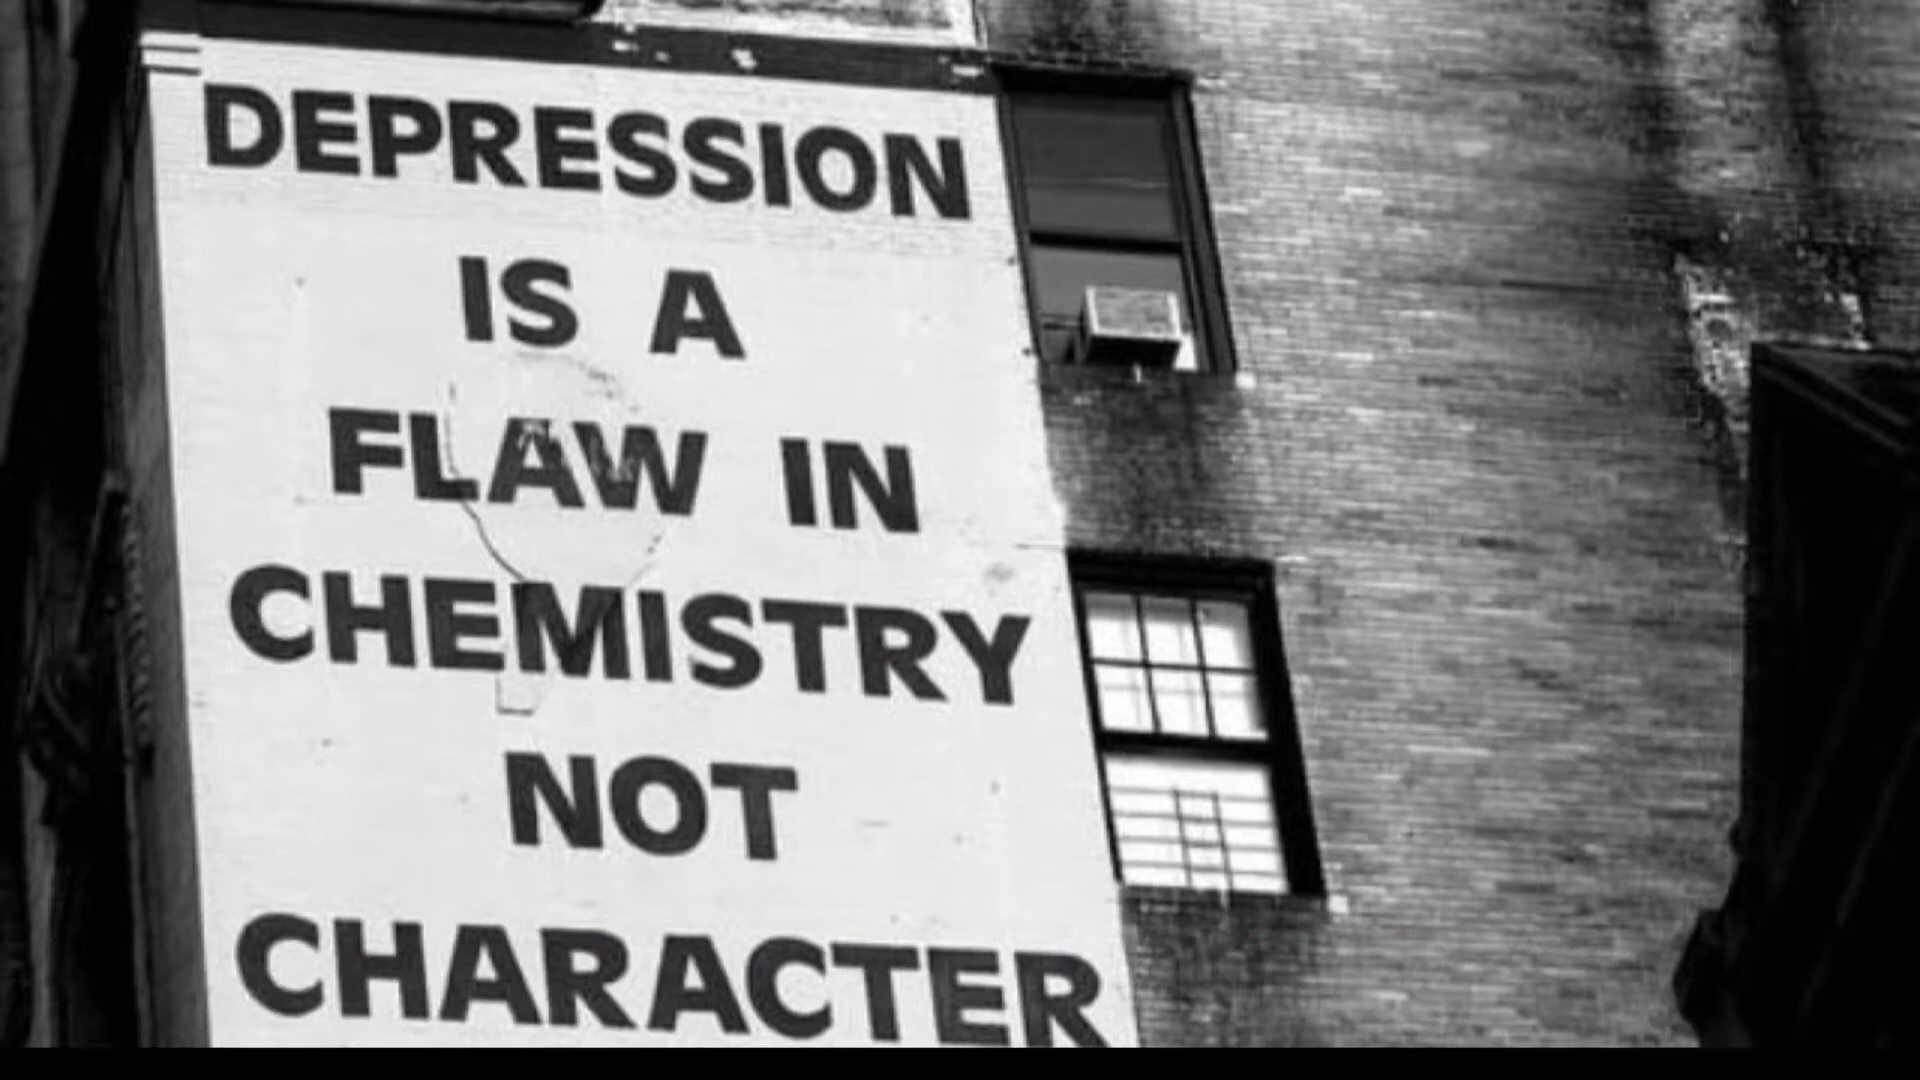 DEPRESSION
IS A
FLAW IN
CHEMISTRY
NOT
CHARACTER